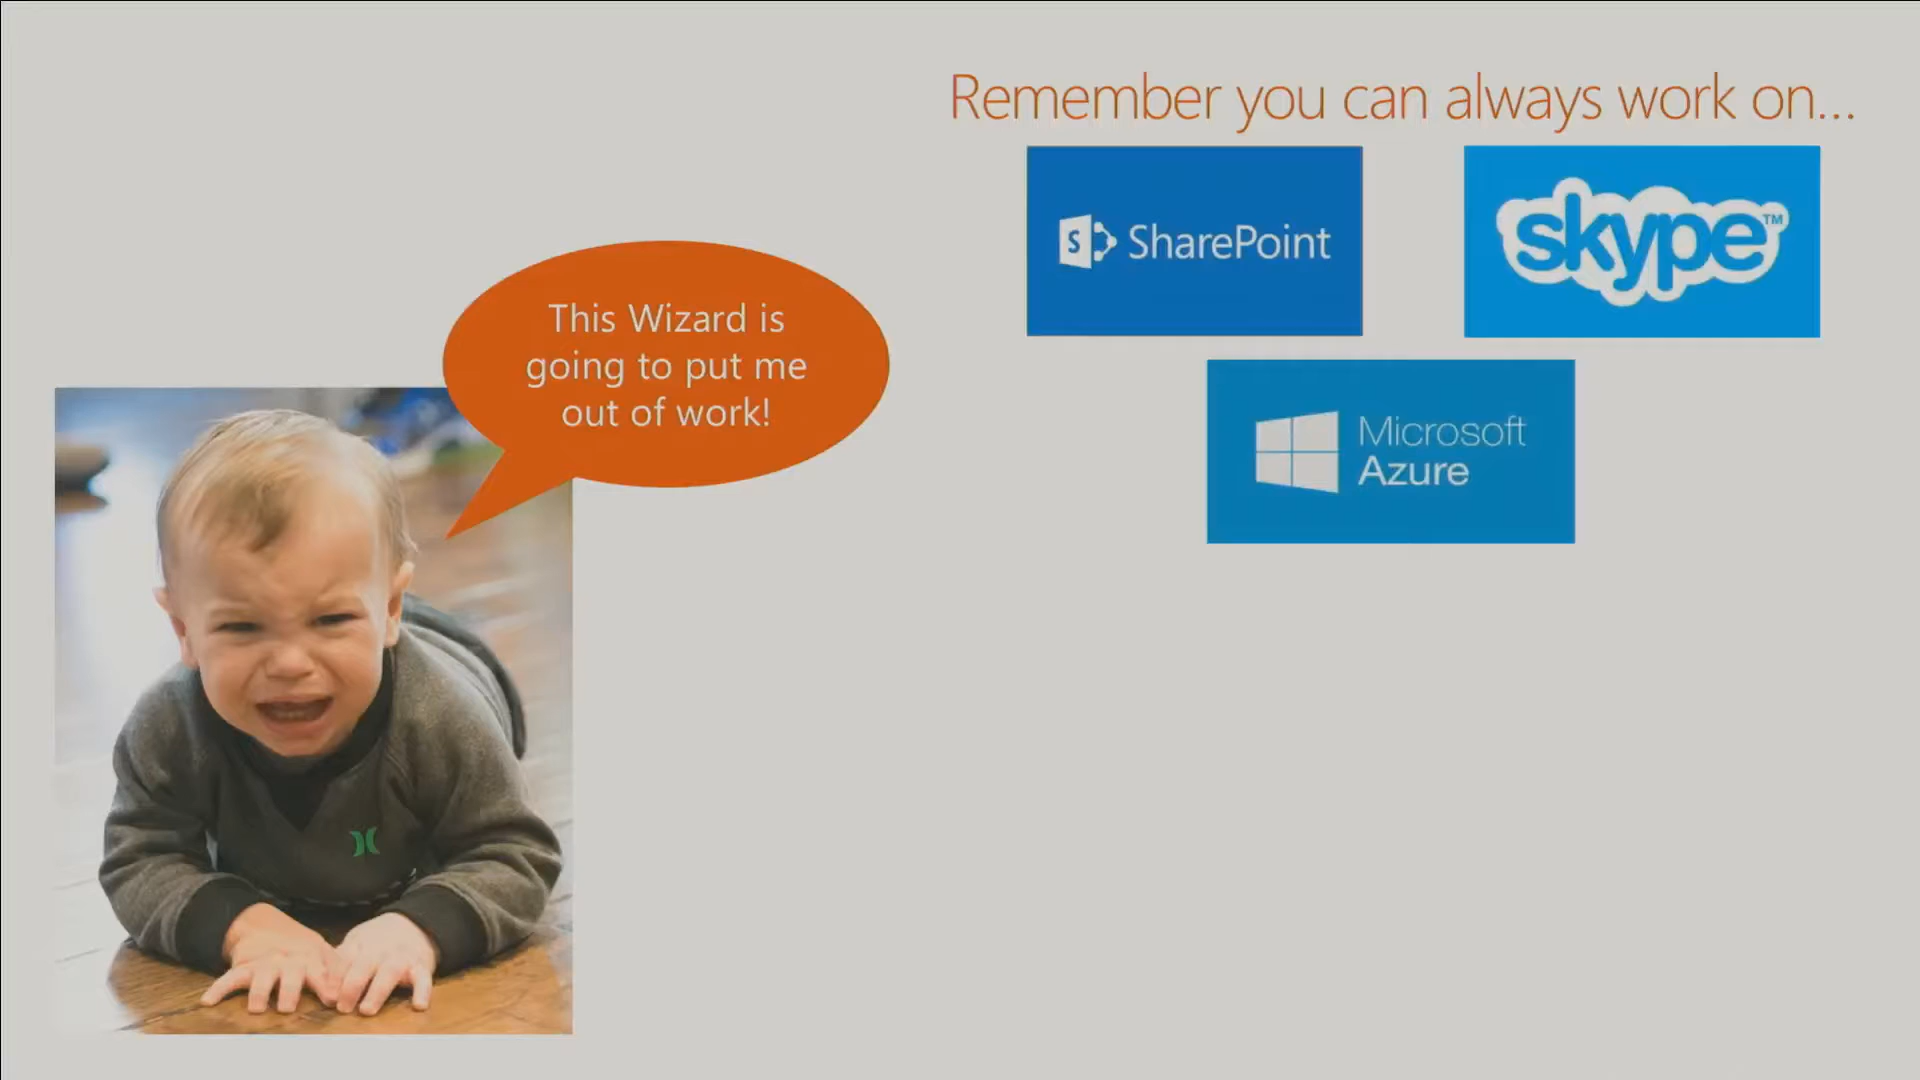 Remember you can always work on...
S SharePoint
skype™
This Wizard is
going to put me
out of work!
Microsoft
Azure